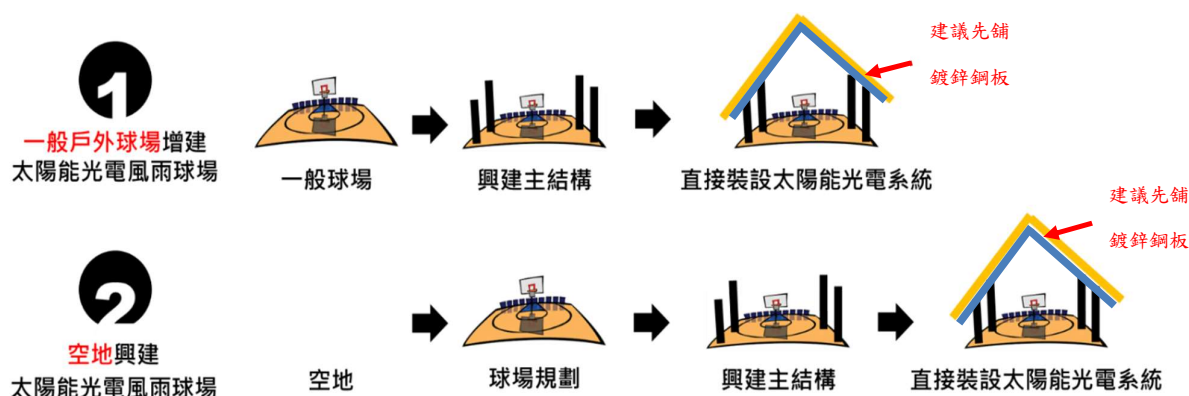 1
一般戶外球場增建
太陽能光電風雨球場
一般球場
興建主結構
直接裝設太陽能光電系統
建議先舖
鍍鋅鋼板
2
空地興建
太陽能光電風雨球場
空地
球場規劃
興建主結構
直接裝設太陽能光電系統
建議先舖
鍍鋅鋼板